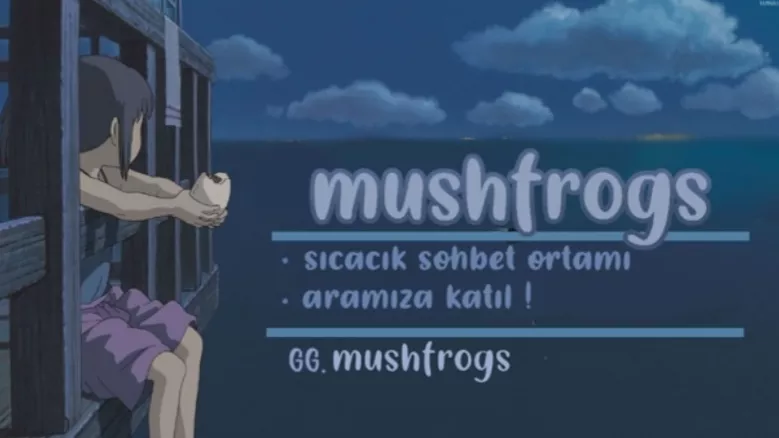 mushfrogs
· sıcacık sohbet ortamı
· aramıza katıl !
GG. mushfrogs